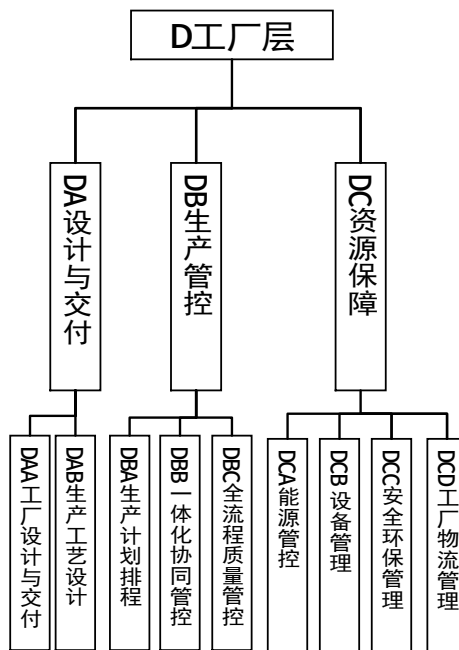 D工厂层
DA设计与交付
DB生产管控
DC资源保障
DAA工厂设计与交付
DAB生产工艺设计
DBA生产计划排程
DBB一体化协同管控
DBC全流程质量管控
DCA能源管控
DCB设备管理
DCC安全环保管理
DCD工厂物流管理